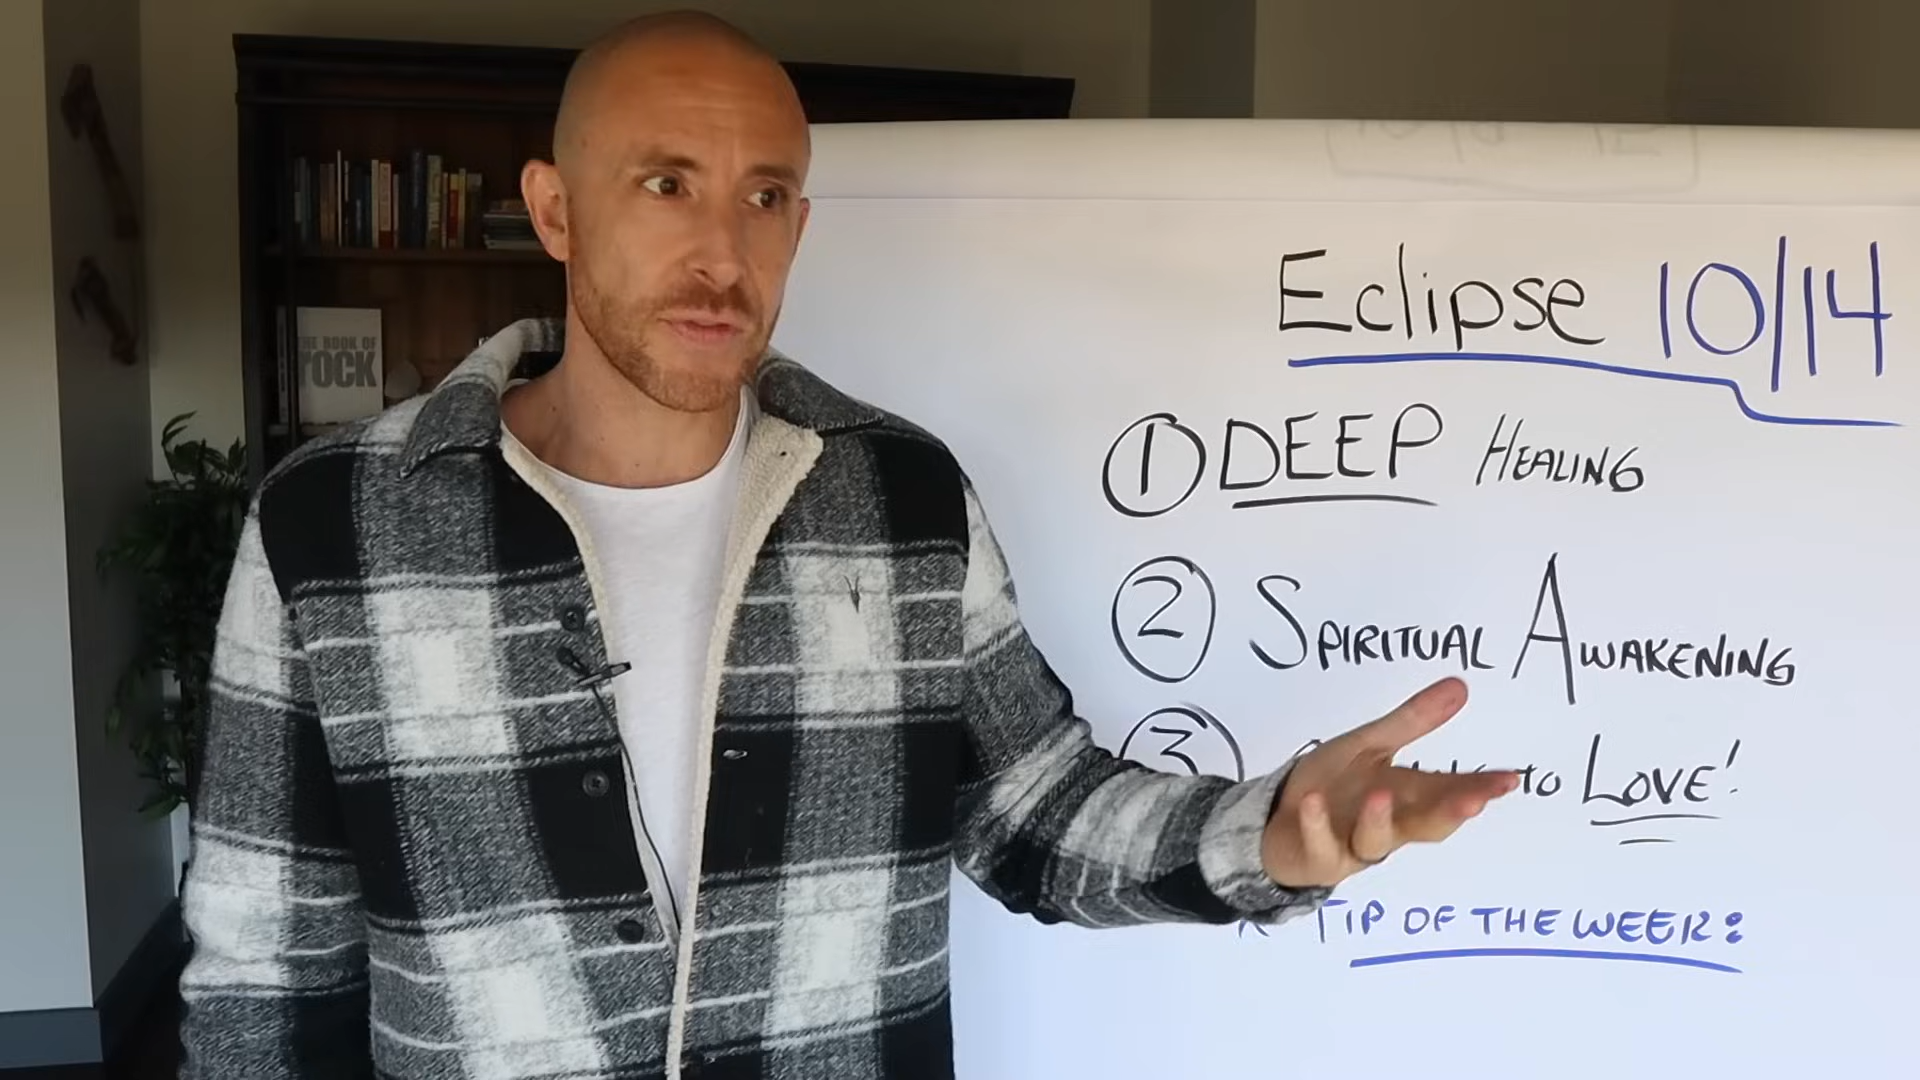 THE BOOK OF
TOCK
Eclipse 10/14
1 DEEP HEALING
2 SPIRITUAL AWAKENING
3 to LOVE!
TIP OF THE WEEK: